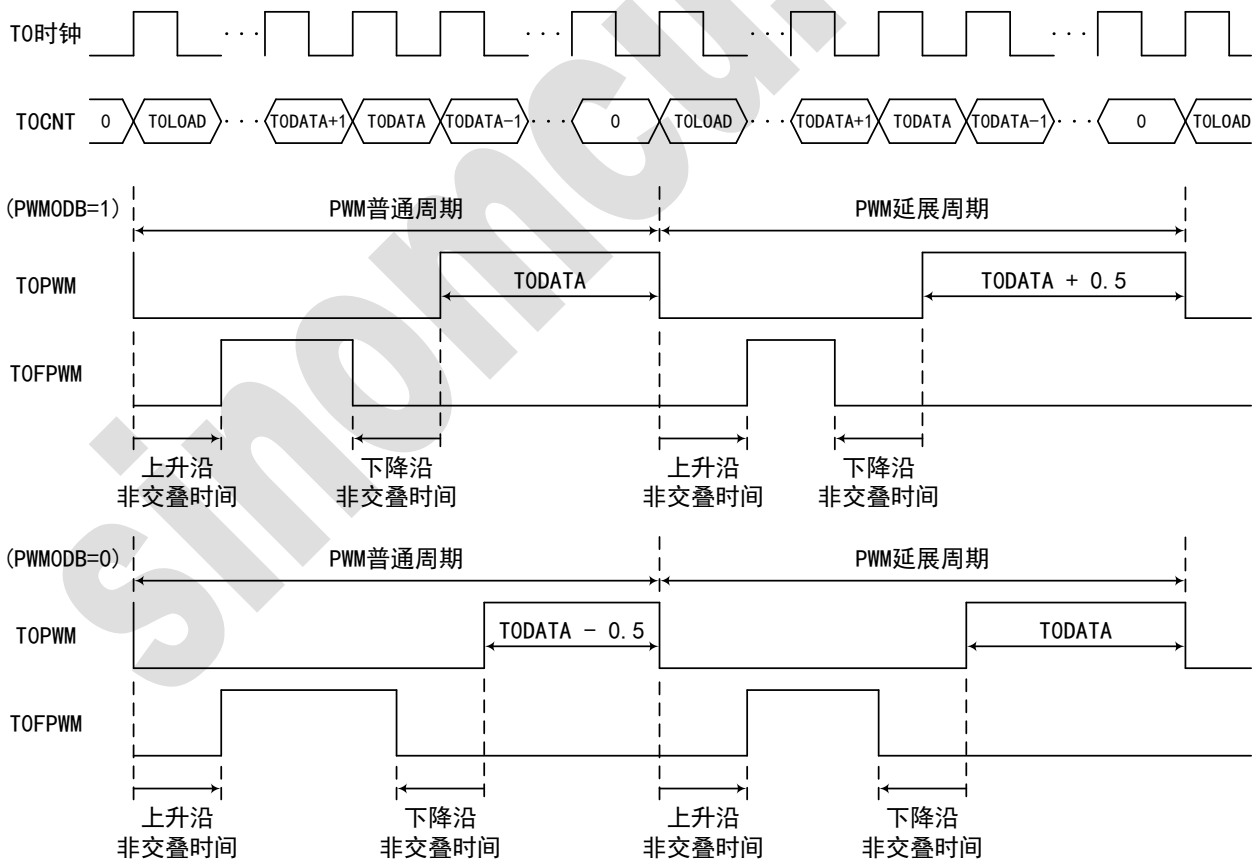 T0时钟
··· ··· ··· ···
T0CNT 0 T0LOAD ··· T0DATA+1 T0DATA T0DATA-1 ··· 0 T0LOAD ··· T0DATA+1 T0DATA T0DATA-1 ··· 0 T0LOAD
(PWM0DB=1) PWM普通周期 PWM延展周期
T0PWM T0DATA T0DATA + 0.5
T0FPWM
上升沿 下降沿 上升沿 下降沿
非交叠时间 非交叠时间 非交叠时间 非交叠时间
(PWM0DB=0) PWM普通周期 PWM延展周期
T0PWM T0DATA - 0.5 T0DATA
T0FPWM
上升沿 下降沿 上升沿 下降沿
非交叠时间 非交叠时间 非交叠时间 非交叠时间
sinomcu